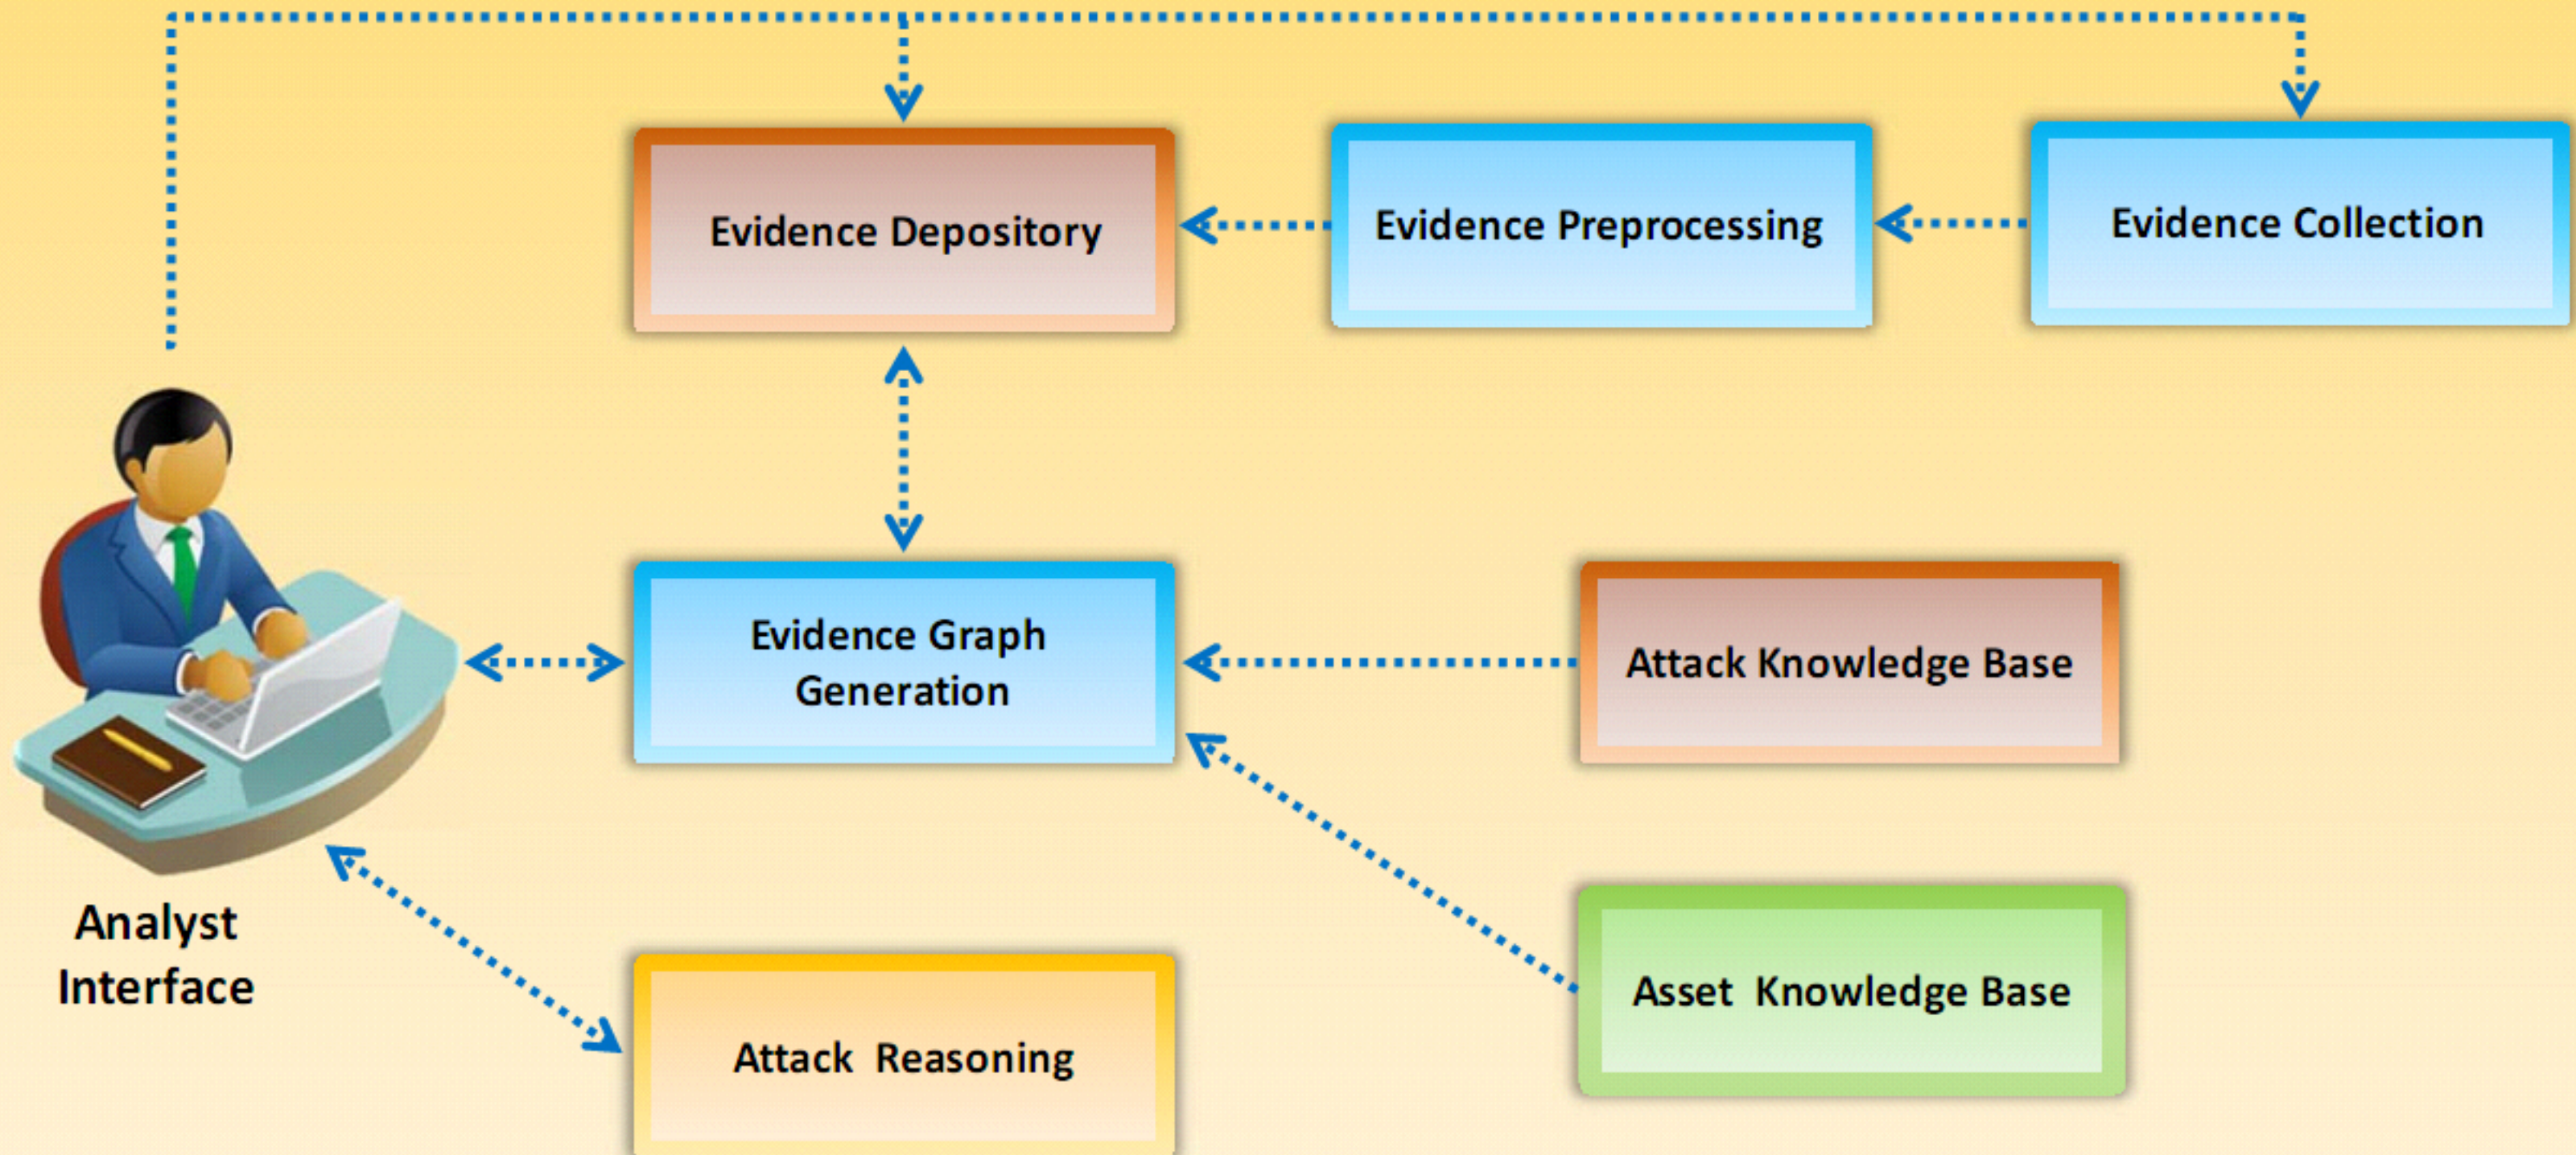 Evidence Depository
Evidence Preprocessing
Evidence Collection
Evidence Graph
Generation
Attack Knowledge Base
Analyst
Interface
Asset Knowledge Base
Attack Reasoning